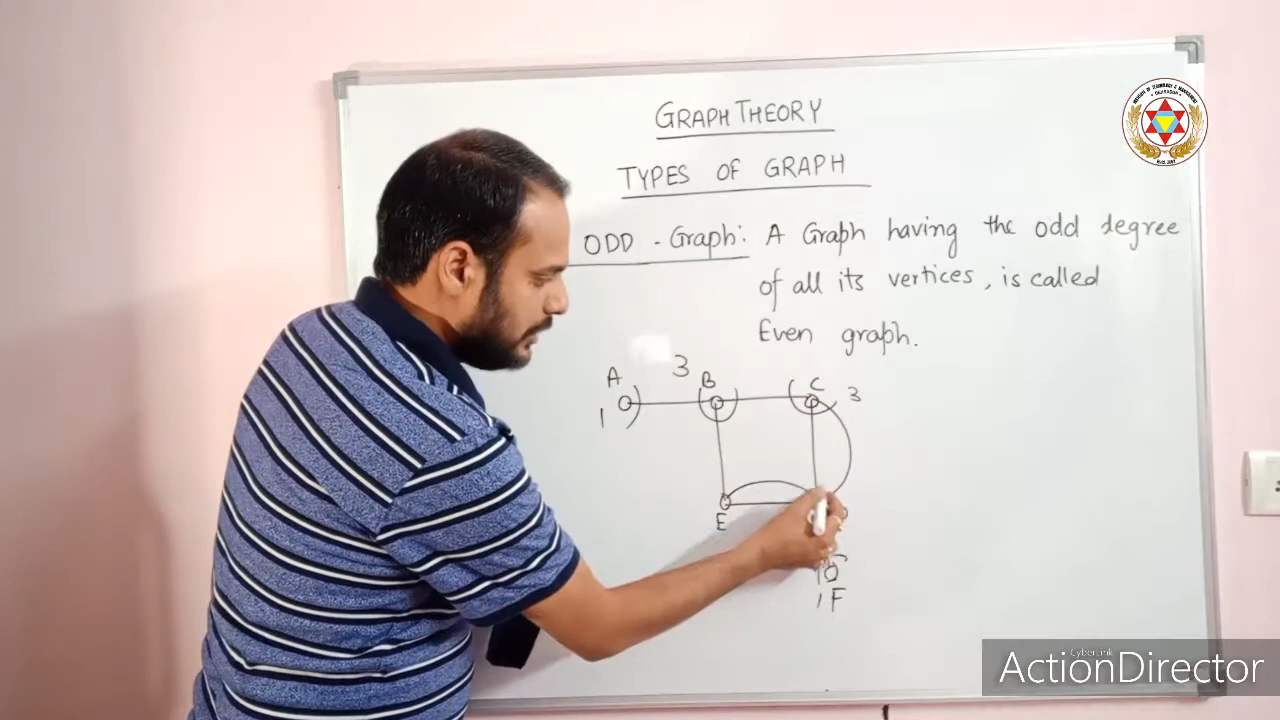 GRAPH THEORY
TYPES OF GRAPH
ODD - Graph: A Graph having the odd degree
of all its vertices, is called
Even graph.
A 3 B C 3
1
E
F
1
CyberLink
ActionDirector